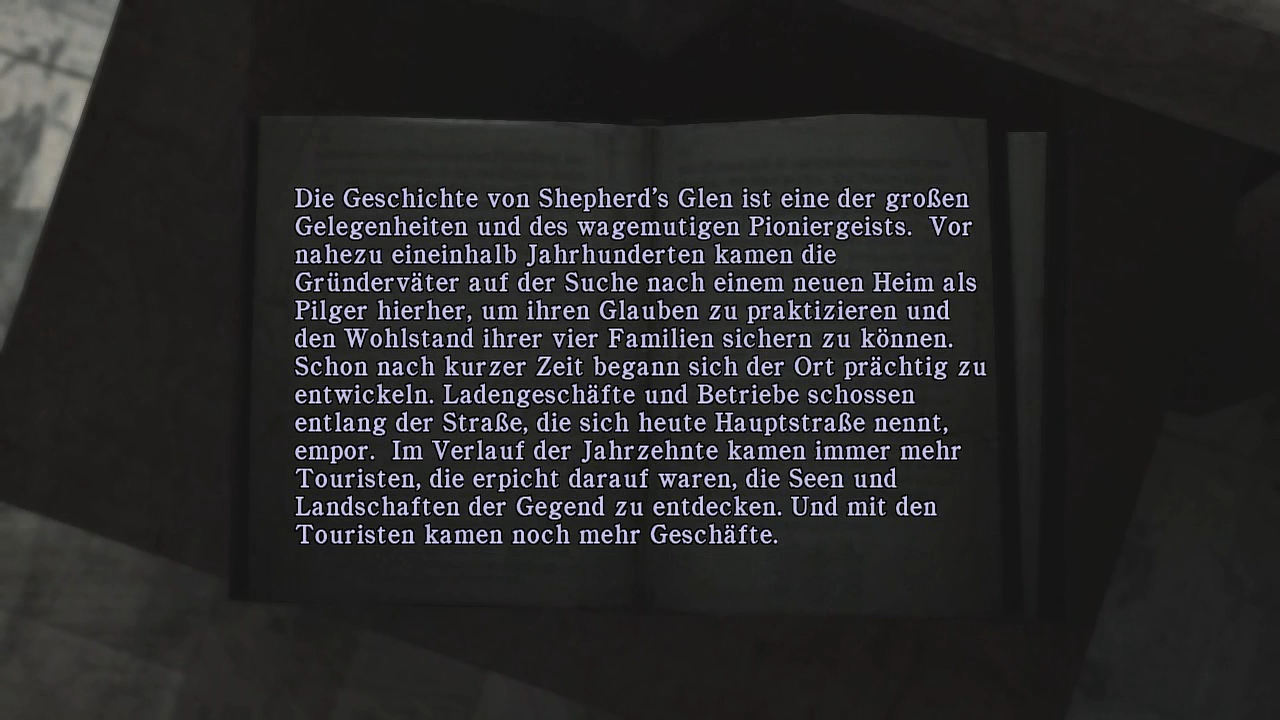 Die Geschichte von Shepherd's Glen ist eine der großen
Gelegenheiten und des wagemutigen Pioniergeists.  Vor
nahezu eineinhalb Jahrhunderten kamen die
Gründerväter auf der Suche nach einem neuen Heim als
Pilger hierher, um ihren Glauben zu praktizieren und
den Wohlstand ihrer vier Familien sichern zu können.
Schon nach kurzer Zeit begann sich der Ort prächtig zu
entwickeln. Ladengeschäfte und Betriebe schossen
entlang der Straße, die sich heute Hauptstraße nennt,
empor.  Im Verlauf der Jahrzehnte kamen immer mehr
Touristen, die erpicht darauf waren, die Seen und
Landschaften der Gegend zu entdecken. Und mit den
Touristen kamen noch mehr Geschäfte.